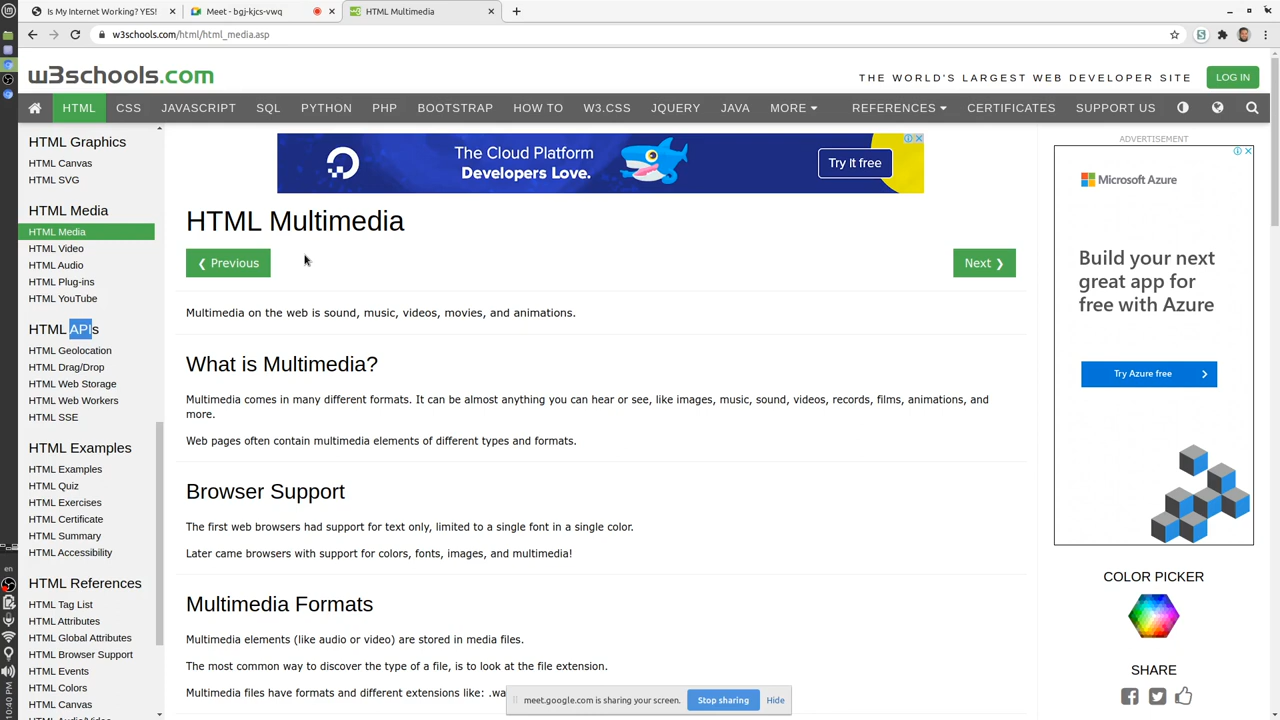 Is My Internet Working? YES!
Meet - bgj-kjcs-vwq
HTML Multimedia
w3schools.com/html/html_media.asp
w3schools.com
THE WORLD'S LARGEST WEB DEVELOPER SITE
LOG IN
HTML CSS JAVASCRIPT SQL PYTHON PHP BOOTSTRAP HOW TO W3.CSS JQUERY JAVA MORE REFERENCES CERTIFICATES SUPPORT US
HTML Graphics
HTML Canvas
HTML SVG
HTML Media
HTML Media
HTML Video
HTML Audio
HTML Plug-ins
HTML YouTube
HTML APIs
HTML Geolocation
HTML Drag/Drop
HTML Web Storage
HTML Web Workers
HTML SSE
HTML Examples
HTML Examples
HTML Quiz
HTML Exercises
HTML Certificate
HTML Summary
HTML Accessibility
HTML References
HTML Tag List
HTML Attributes
HTML Global Attributes
HTML Browser Support
HTML Events
HTML Colors
HTML Canvas
HTML Audio/Video
The Cloud Platform
Developers Love.
Try It free
HTML Multimedia
❮ Previous
Next ❯
Multimedia on the web is sound, music, videos, movies, and animations.
What is Multimedia?
Multimedia comes in many different formats. It can be almost anything you can hear or see, like images, music, sound, videos, records, films, animations, and
more.
Web pages often contain multimedia elements of different types and formats.
Browser Support
The first web browsers had support for text only, limited to a single font in a single color.
Later came browsers with support for colors, fonts, images, and multimedia!
Multimedia Formats
Multimedia elements (like audio or video) are stored in media files.
The most common way to discover the type of a file, is to look at the file extension.
Multimedia files have formats and different extensions like: .wa
meet.google.com is sharing your screen.
Stop sharing
Hide
ADVERTISEMENT
Microsoft Azure
Build your next
great app for
free with Azure
Try Azure free
COLOR PICKER
SHARE
en
10:40 PM